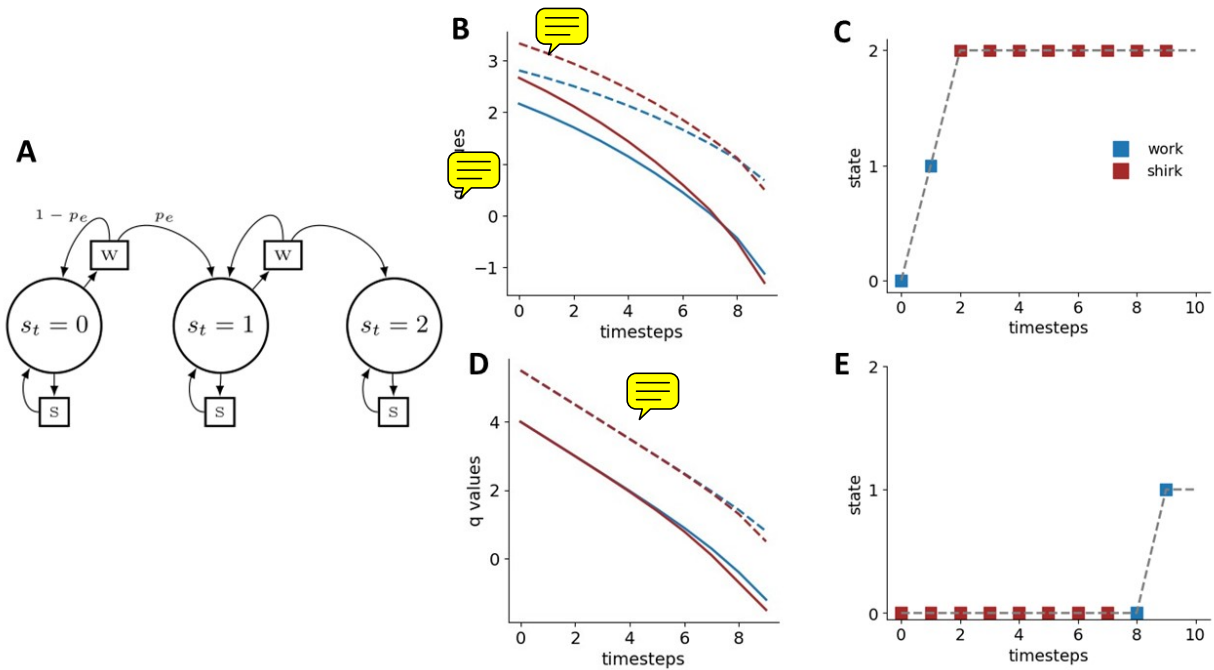 A
1 − pₑ
pₑ
W
W
sₜ = 0
sₜ = 1
sₜ = 2
S
S
S
B
3
2
0
−1
0 2 4 6 8
timesteps
C
state
2
1
0
work
shirk
0 2 4 6 8 10
timesteps
D
q values
4
2
0
0 2 4 6 8
timesteps
E
state
2
1
0
0 2 4 6 8 10
timesteps